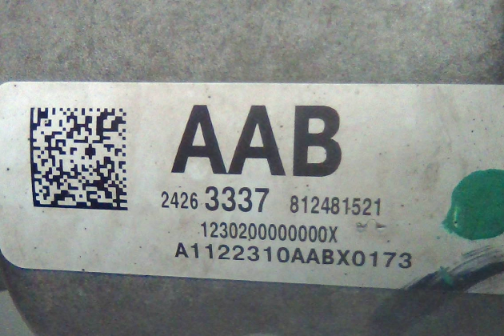 AAB
2426 3337 812481521
1230200000000X
A1122310AABX0173